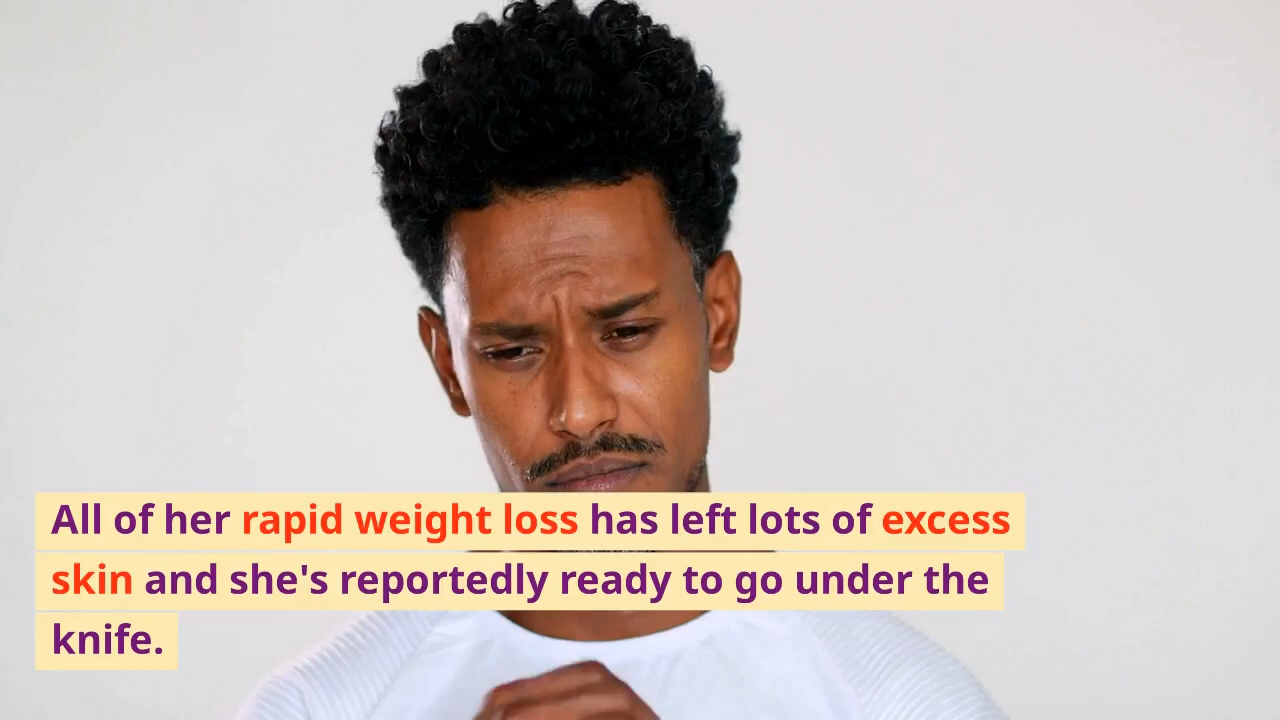 All of her rapid weight loss has left lots of excess
skin and she's reportedly ready to go under the
knife.